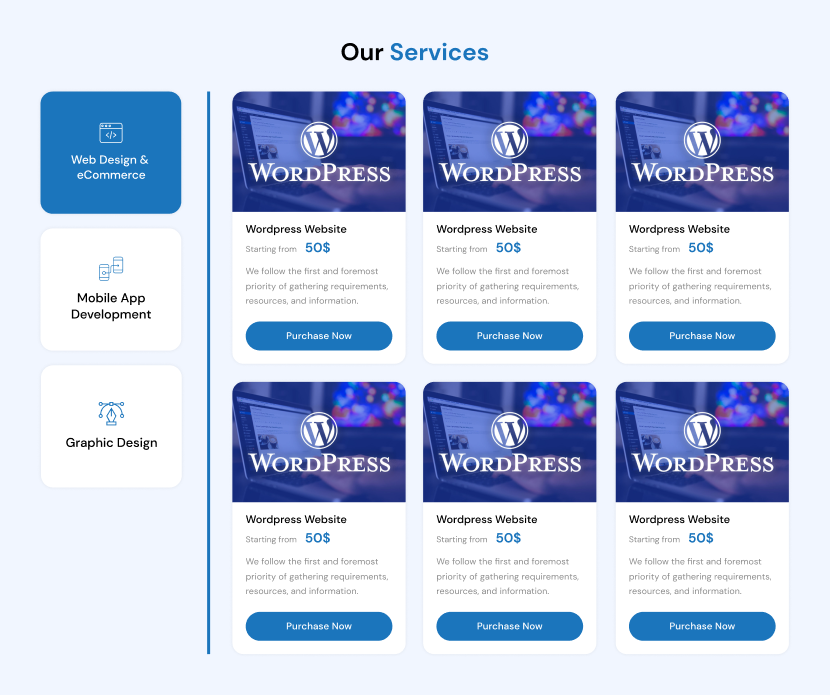 Our Services
Web Design &
eCommerce
Mobile App
Development
Graphic Design
WORDPRESS
Wordpress Website
Starting from 50$
We follow the first and foremost
priority of gathering requirements,
resources, and information.
Purchase Now
WORDPRESS
Wordpress Website
Starting from 50$
We follow the first and foremost
priority of gathering requirements,
resources, and information.
Purchase Now
WORDPRESS
Wordpress Website
Starting from 50$
We follow the first and foremost
priority of gathering requirements,
resources, and information.
Purchase Now
WORDPRESS
Wordpress Website
Starting from 50$
We follow the first and foremost
priority of gathering requirements,
resources, and information.
Purchase Now
WORDPRESS
Wordpress Website
Starting from 50$
We follow the first and foremost
priority of gathering requirements,
resources, and information.
Purchase Now
WORDPRESS
Wordpress Website
Starting from 50$
We follow the first and foremost
priority of gathering requirements,
resources, and information.
Purchase Now